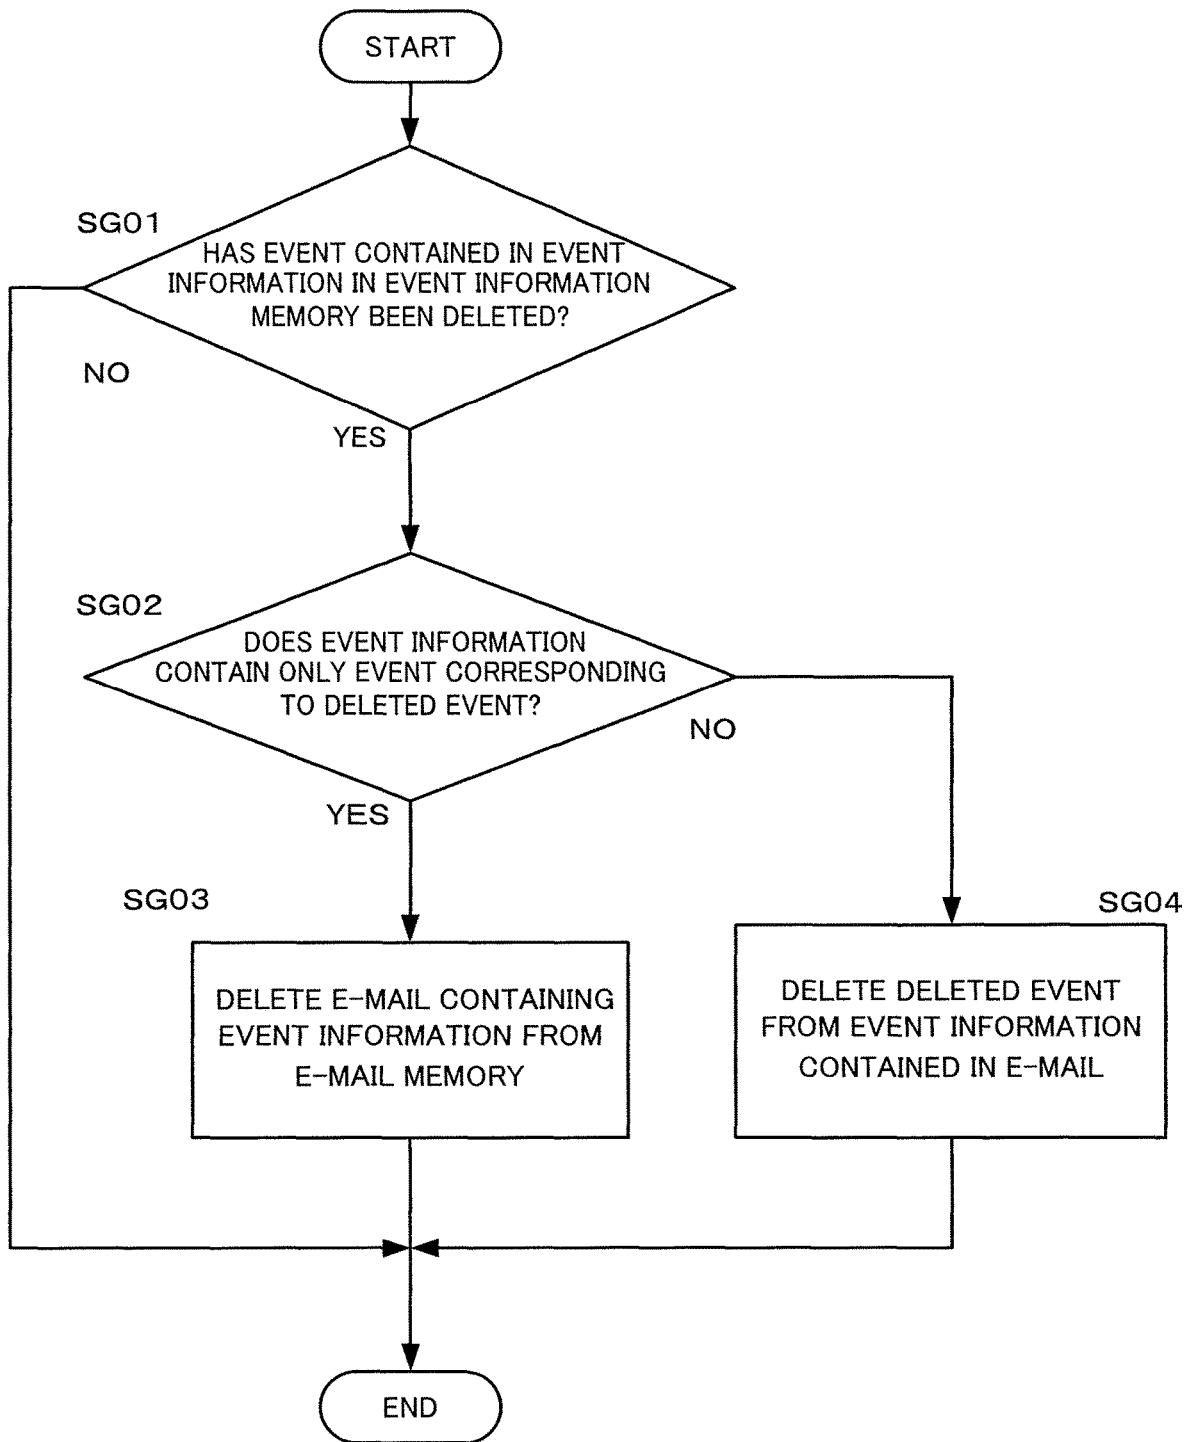 START
SG01
HAS EVENT CONTAINED IN EVENT
INFORMATION IN EVENT INFORMATION
MEMORY BEEN DELETED?
NO
YES
SG02
DOES EVENT INFORMATION
CONTAIN ONLY EVENT CORRESPONDING
TO DELETED EVENT?
NO
YES
SG03
DELETE E-MAIL CONTAINING
EVENT INFORMATION FROM
E-MAIL MEMORY
SG04
DELETE DELETED EVENT
FROM EVENT INFORMATION
CONTAINED IN E-MAIL
END